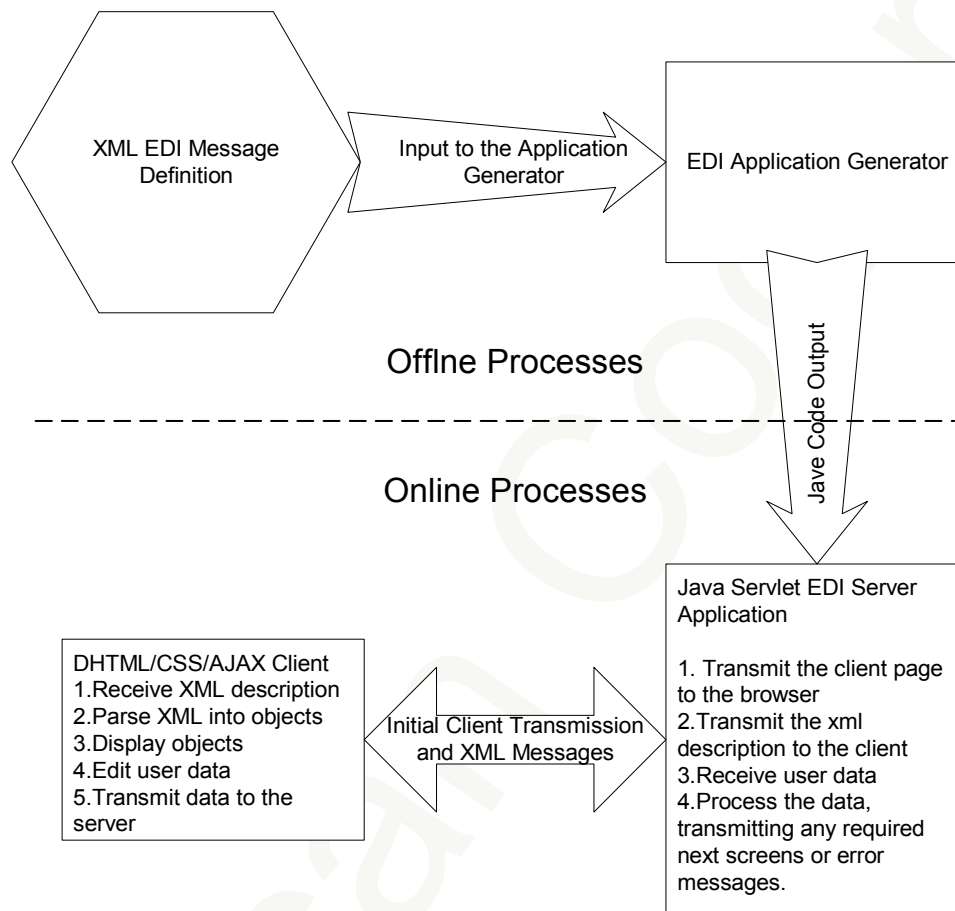 XML EDI Message
Definition
Input to the Application
Generator
EDI Application Generator
Jave Code Output
Offlne Processes
Online Processes
DHTML/CSS/AJAX Client
1.Receive XML description
2.Parse XML into objects
3.Display objects
4.Edit user data
5.Transmit data to the
server
Initial Client Transmission
and XML Messages
Java Servlet EDI Server
Application
1. Transmit the client page
to the browser
2.Transmit the xml
description to the client
3.Receive user data
4.Process the data,
transmitting any required
next screens or error
messages.